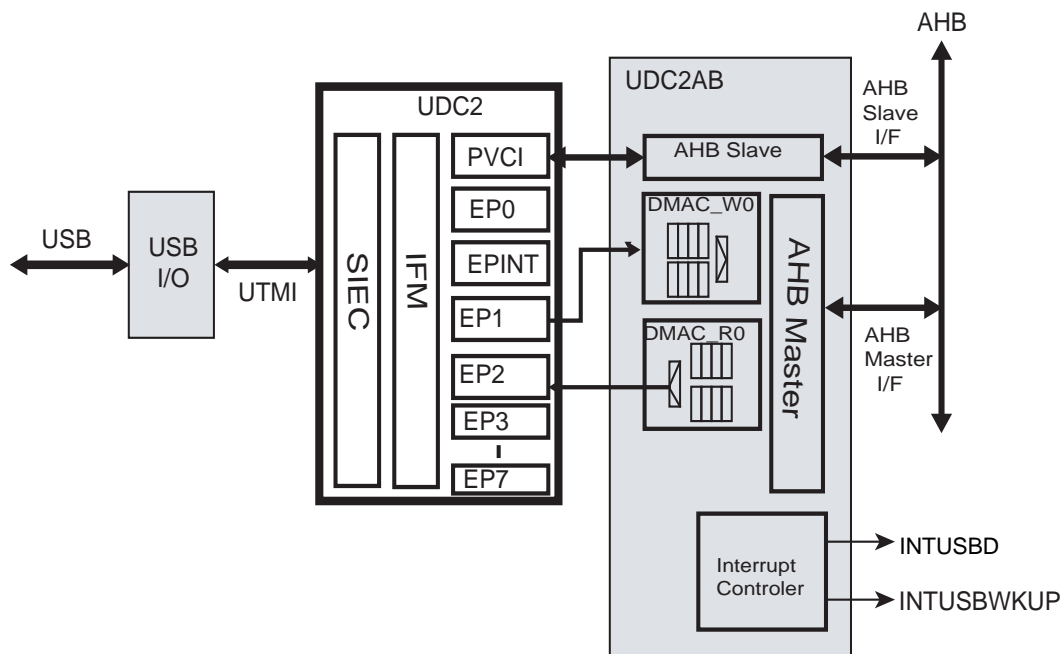 AHB
UDC2AB
UDC2
AHB
Slave
I/F
PVCI
AHB Slave
EP0
DMAC_W0
USB
USB
I/O
UTMI
SIEC
IFM
EPINT
AHB Master
EP1
DMAC_R0
AHB
Master
I/F
EP2
EP3
EP7
Interrupt
Controler
INTUSBD
INTUSBWKUP